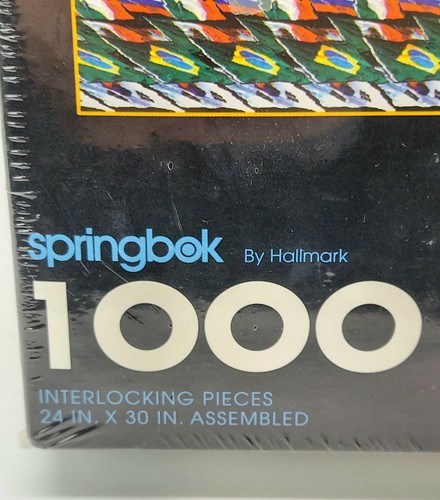 springbok By Hallmark
1000
INTERLOCKING PIECES
24 IN. X 30 IN. ASSEMBLED